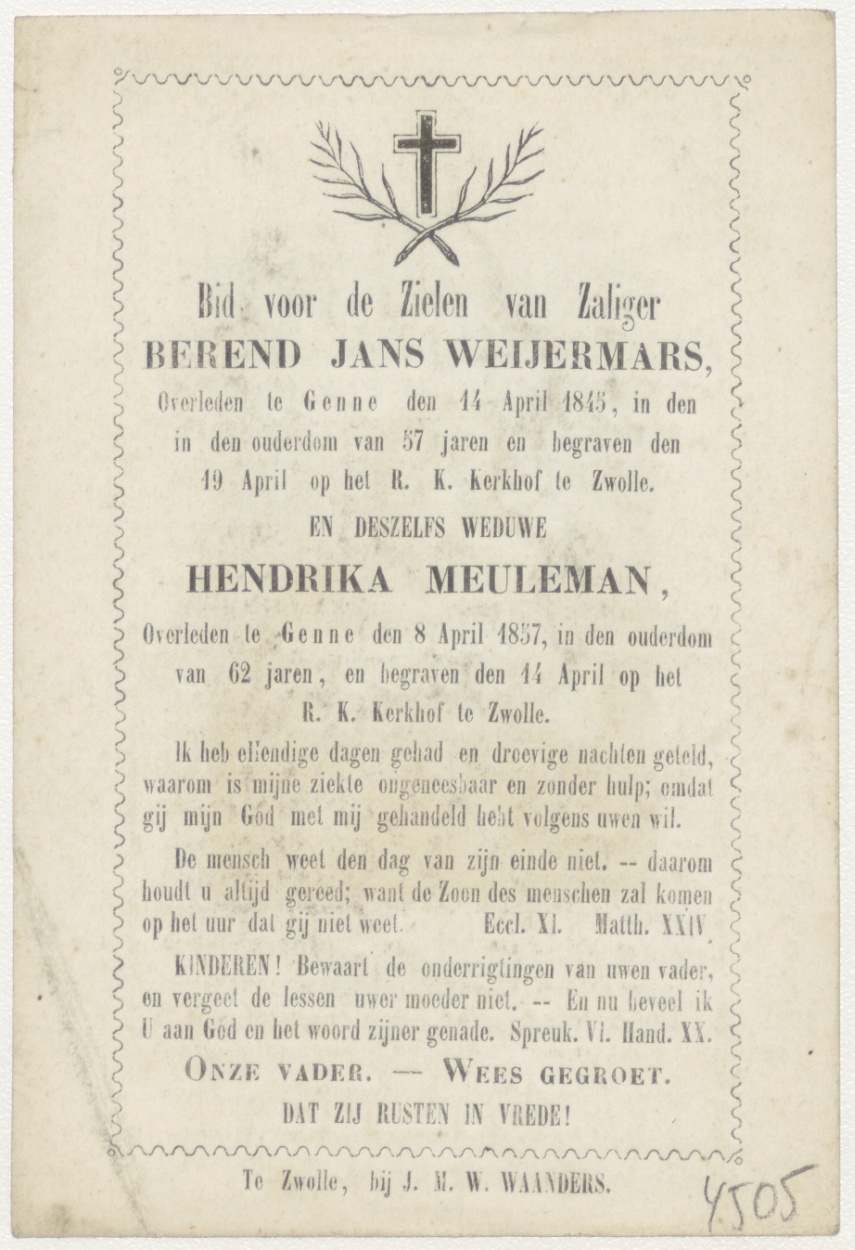 Bid voor de Zielen van Zaliger
BEREND JANS WEIJERMARS,
Overleden te Genne den 14 April 1845, in den
in den ouderdom van 57 jaren en begraven den
19 April op het R. K. Kerkhof te Zwolle.
EN DESZELFS WEDUWE
HENDRIKA MEULEMAN,
Overleden te Genne den 8 April 1857, in den ouderdom
van 62 jaren, en begraven den 14 April op het
R. K. Kerkhof te Zwolle.
Ik heb ellendige dagen gehad en droevige nachten geteld,
waarom is mijne ziekte ongeneesbaar en zonder hulp; omdat
gij mijn God met mij gehandeld hebt volgens uwen wil.
De mensch weet den dag van zijn einde niet. -- daarom
houdt u altijd gereed; want de Zoon des menschen zal komen
op het uur dat gij niet weet. Eccl. XI. Matth. XXIV
KINDEREN! Bewaart de onderrigtingen van uwen vader,
en vergeet de lessen uwer moeder niet. -- En nu beveel ik
U aan God en het woord zijner genade. Spreuk. VI. Hand. XX.
ONZE VADER. — WEES GEGROET.
DAT ZIJ RUSTEN IN VREDE!
Te Zwolle, bij J. M. W. WAANDERS.
4505